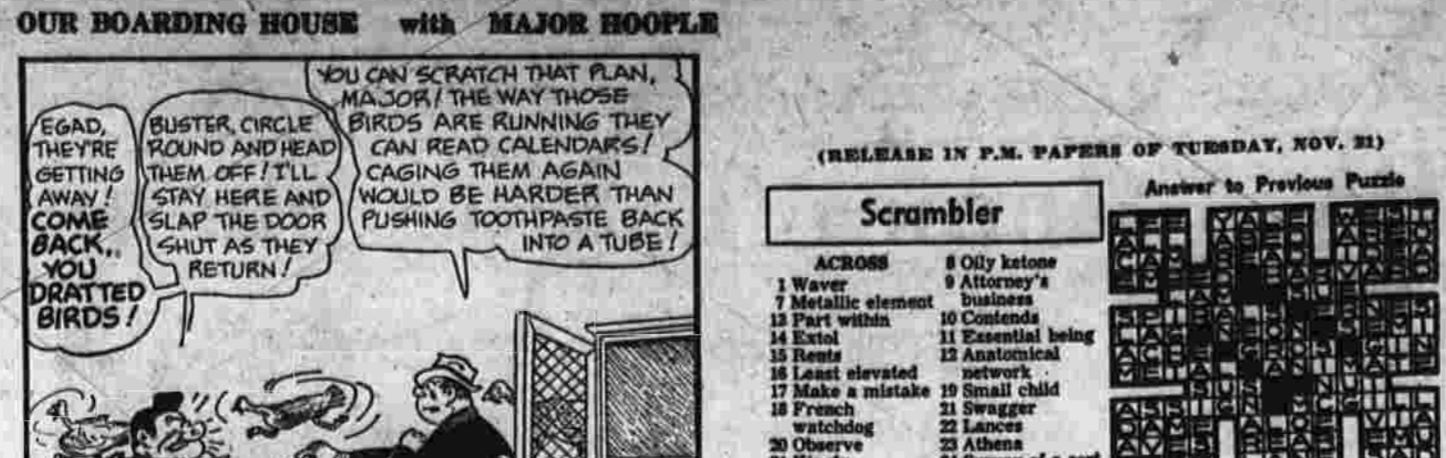 OUR BOARDING HOUSE with MAJOR HOOPLE
EGAD,
THEY'RE
GETTING
AWAY!
COME
BACK..
YOU
DRATTED
BIRDS!
BUSTER, CIRCLE
ROUND AND HEAD
THEM OFF! I'LL
STAY HERE AND
SLAP THE DOOR
SHUT AS THEY
RETURN!
YOU CAN SCRATCH THAT PLAN,
MAJOR! THE WAY THOSE
BIRDS ARE RUNNING THEY
CAN READ CALENDARS!
CAGING THEM AGAIN
WOULD BE HARDER THAN
PUSHING TOOTHPASTE BACK
INTO A TUBE!
(RELEASE IN P.M. PAPERS OF TUESDAY, NOV. 21)
Scrambler
ACROSS
1 Waver
7 Metallic element
13 Part within
14 Extol
15 Rents
16 Least elevated
17 Make a mistake
18 French
watchdog
20 Observe
8 Oily ketone
9 Attorney's
business
10 Contends
11 Essential being
12 Anatomical
network
19 Small child
21 Swagger
22 Lances
23 Athena
Answer to Previous Puzzle